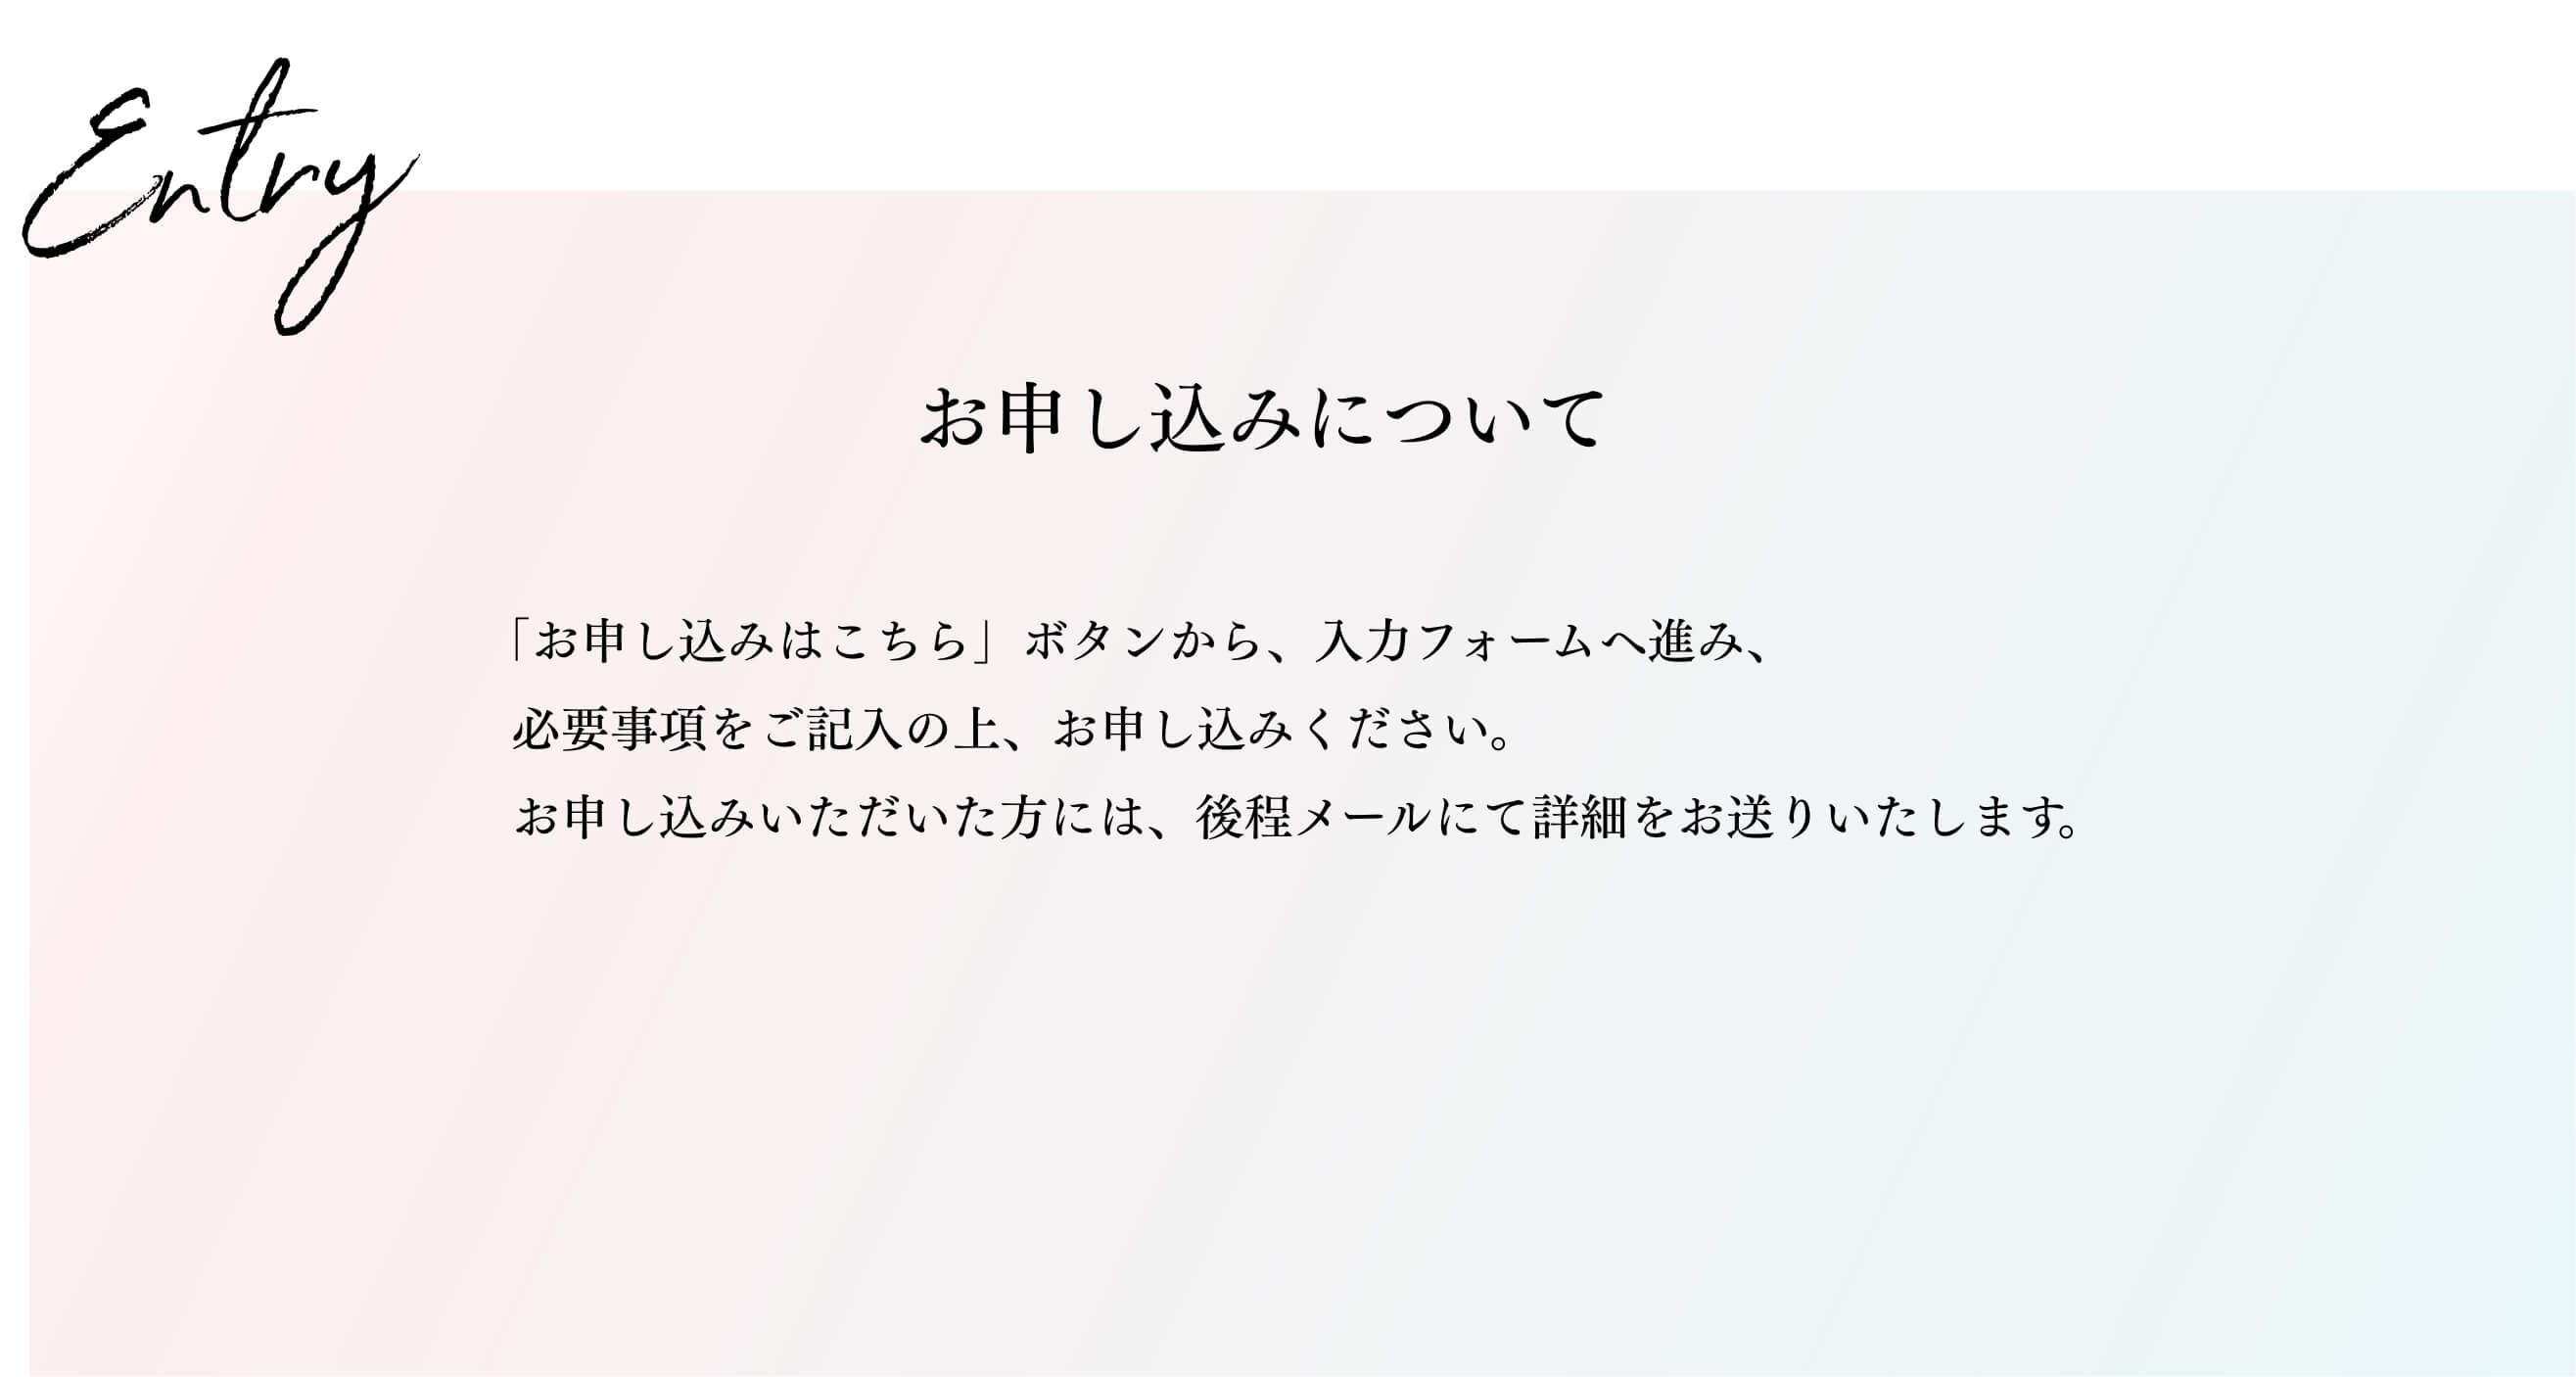 Entry
お申し込みについて
「お申し込みはこちら」ボタンから、入力フォームへ進み、
必要事項をご記入の上、お申し込みください。
お申し込みいただいた方には、後程メールにて詳細をお送りいたします。